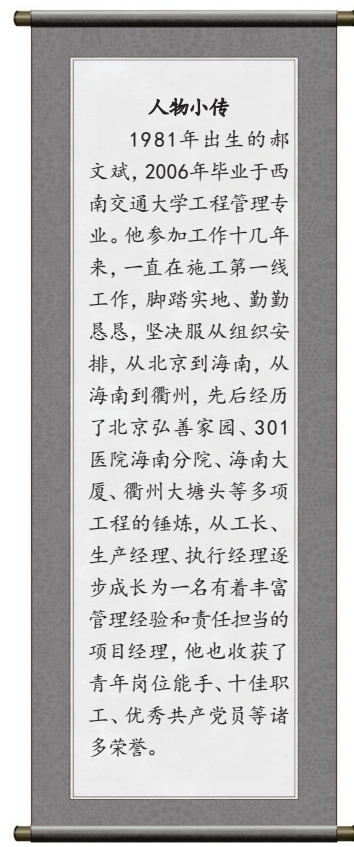 人物小传
1981年出生的郝
文斌，2006年毕业于西
南交通大学工程管理专
业。他参加工作十几年
来，一直在施工第一线
工作，脚踏实地、勤勤
恳恳，坚决服从组织安
排，从北京到海南，从
海南到衢州，先后经历
了北京弘善家园、301
医院海南分院、海南大
厦、衢州大塘头等多项
工程的锤炼，从工长、
生产经理、执行经理逐
步成长为一名有着丰富
管理经验和责任担当的
项目经理，他也收获了
青年岗位能手、十佳职
工、优秀共产党员等诸
多荣誉。